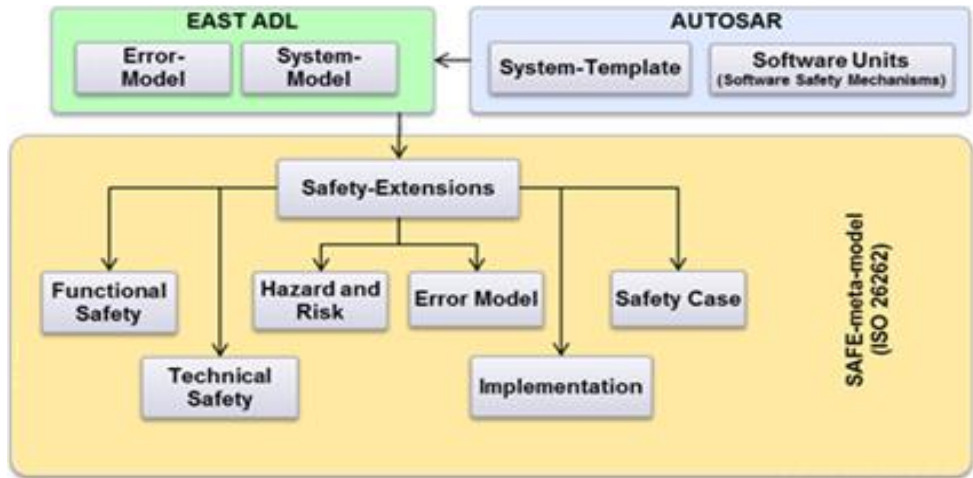 EAST ADL
Error-
Model
System-
Model
AUTOSAR
System-Template
Software Units
(Software Safety Mechanisms)
Safety-Extensions
Functional
Safety
Hazard and
Risk
Error Model
Safety Case
Technical
Safety
Implementation
SAFE-meta-model
(ISO 26262)